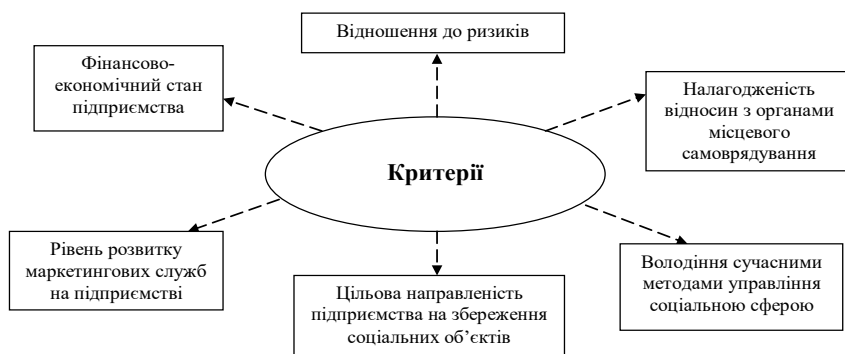 Відношення до ризиків
Фінансово-
економічний стан
підприємства
Налагодженість
відносин з органами
місцевого
самоврядування
Критерії
Рівень розвитку
маркетингових служб
на підприємстві
Цільова направленість
підприємства на збереження
соціальних об’єктів
Володіння сучасними
методами управління
соціальною сферою